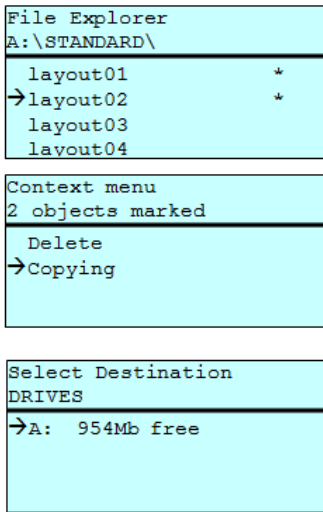 File Explorer
A:\STANDARD\
layout01 *
→layout02 *
layout03
layout04
Context menu
2 objects marked
Delete
→Copying
Select Destination
DRIVES
→A: 954Mb free